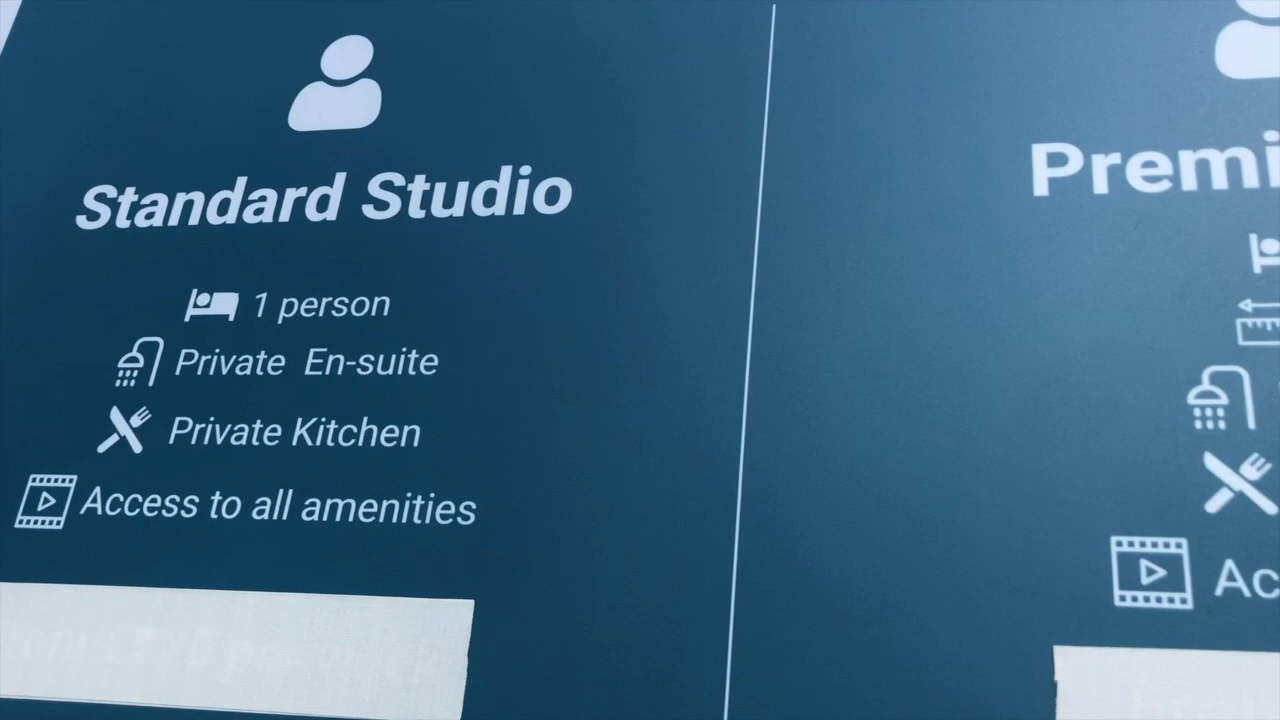 Standard Studio
1 person
Private En-suite
Private Kitchen
Access to all amenities
Premi
Ac